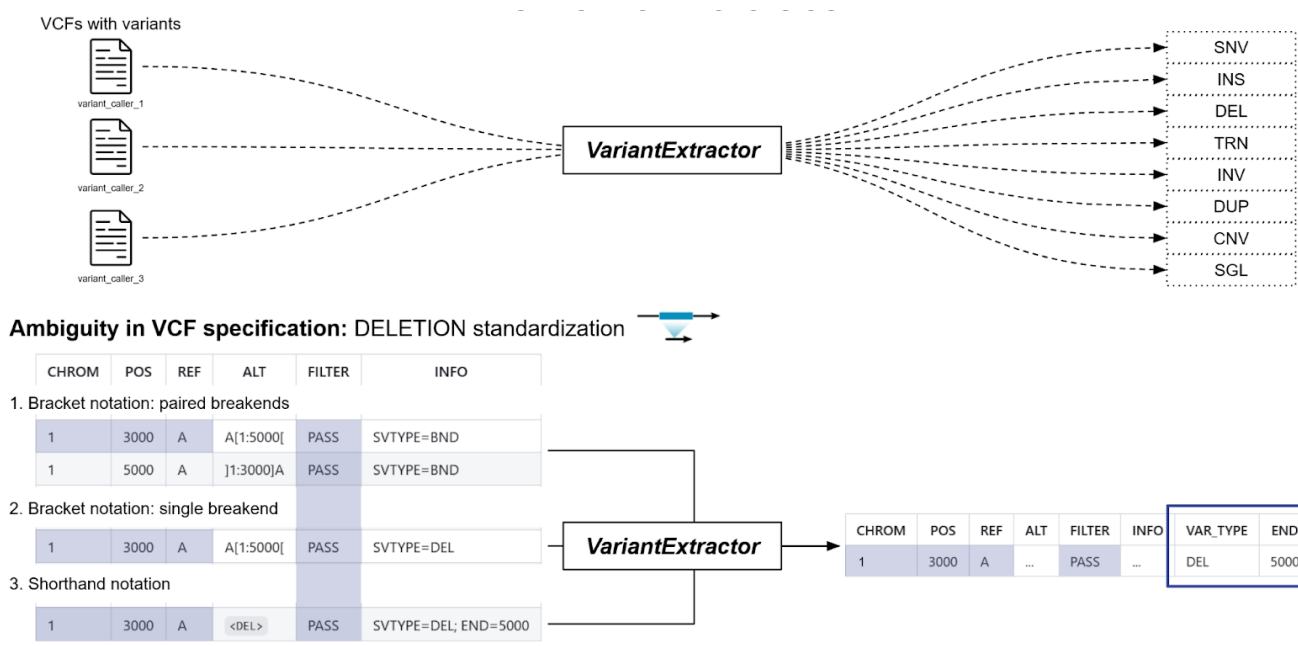 VCFs with variants
variant_caller_1
variant_caller_2
variant_caller_3
VariantExtractor
SNV
INS
DEL
TRN
INV
DUP
CNV
SGL
Ambiguity in VCF specification: DELETION standardization
CHROM POS REF ALT FILTER INFO
1. Bracket notation: paired breakends
1 3000 A A[1:5000[ PASS SVTYPE=BND
1 5000 A ]1:3000]A PASS SVTYPE=BND
2. Bracket notation: single breakend
1 3000 A A[1:5000[ PASS SVTYPE=DEL
3. Shorthand notation
1 3000 A <DEL> PASS SVTYPE=DEL; END=5000
VariantExtractor
CHROM POS REF ALT FILTER INFO VAR_TYPE END
1 3000 A ... PASS ... DEL 5000